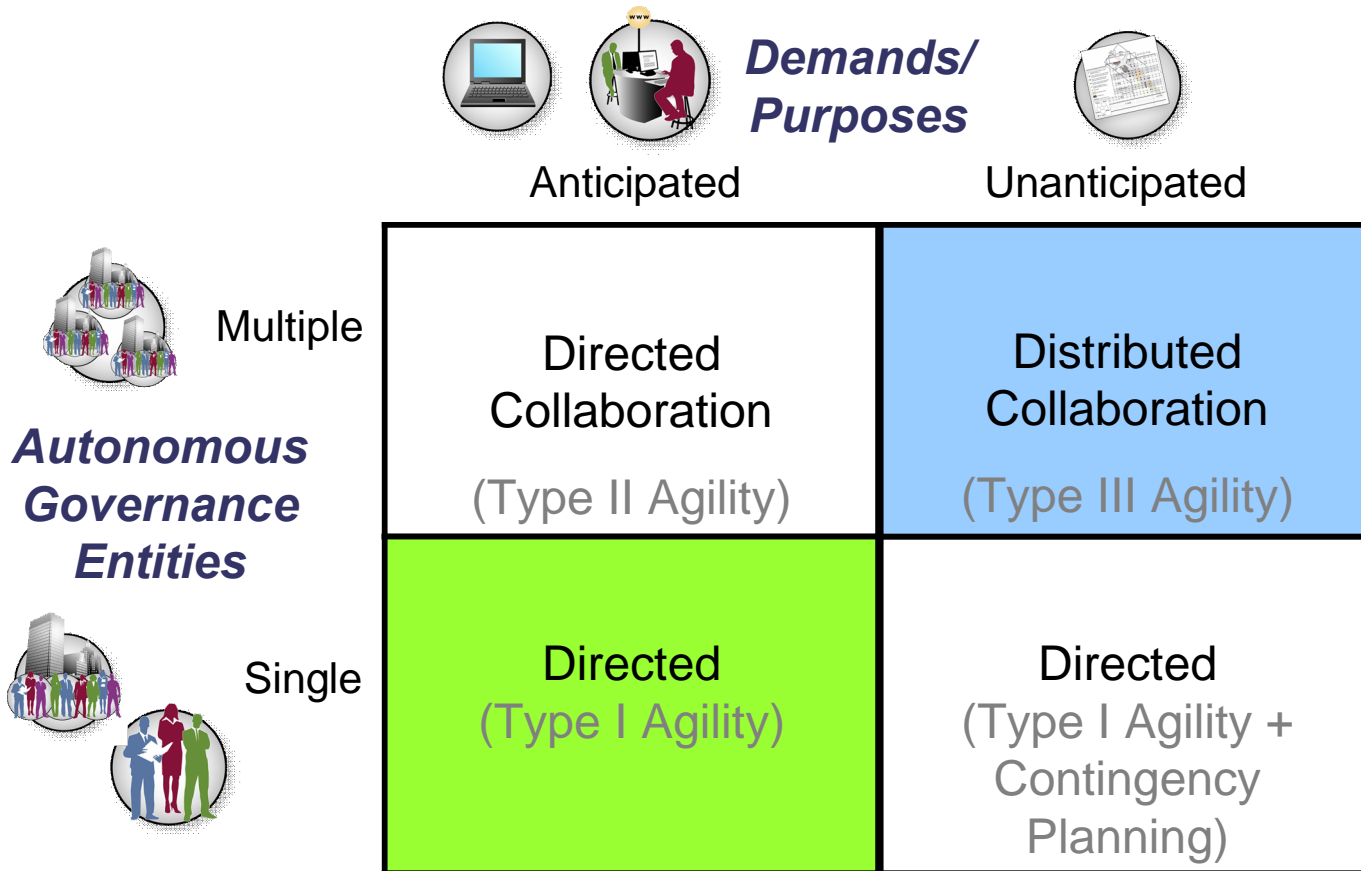 www
Demands/
Purposes
Anticipated
Unanticipated
Multiple
Directed
Collaboration
(Type II Agility)
Distributed
Collaboration
(Type III Agility)
Autonomous
Governance
Entities
Single
Directed
(Type I Agility)
Directed
(Type I Agility +
Contingency
Planning)